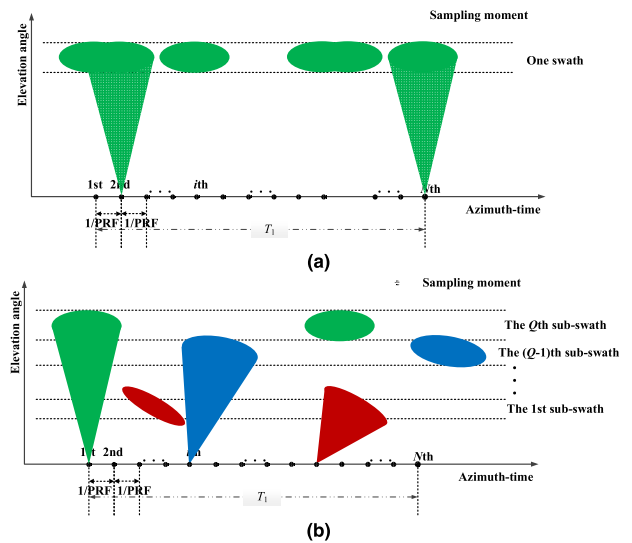 Sampling moment
Elevation angle
One swath
1st 2nd ith Nth
1/PRF 1/PRF
T1
Azimuth-time
(a)
Sampling moment
Elevation angle
The Qth sub-swath
The (Q-1)th sub-swath
The 1st sub-swath
2nd Nth
1/PRF 1/PRF
T1
Azimuth-time
(b)